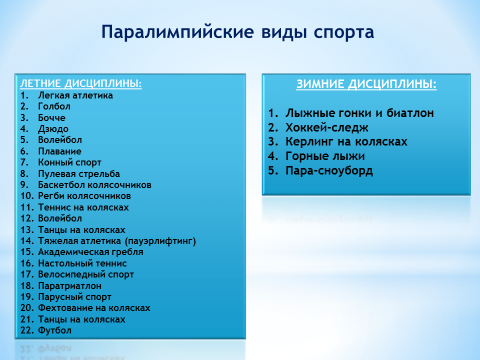 Паралимпийские виды спорта
ЛЕТНИЕ ДИСЦИПЛИНЫ:
1. Легкая атлетика
2. Голбол
3. Бочче
4. Дзюдо
5. Волейбол
6. Плавание
7. Конный спорт
8. Пулевая стрельба
9. Баскетбол колясочников
10. Регби колясочников
11. Теннис на колясках
12. Волейбол
13. Танцы на колясках
14. Тяжелая атлетика (пауэрлифтинг)
15. Академическая гребля
16. Настольный теннис
17. Велосипедный спорт
18. Паратриатлон
19. Парусный спорт
20. Фехтование на колясках
21. Танцы на колясках
22. Футбол
ЗИМНИЕ ДИСЦИПЛИНЫ:
1. Лыжные гонки и биатлон
2. Хоккей-следж
3. Керлинг на колясках
4. Горные лыжи
5. Пара-сноуборд